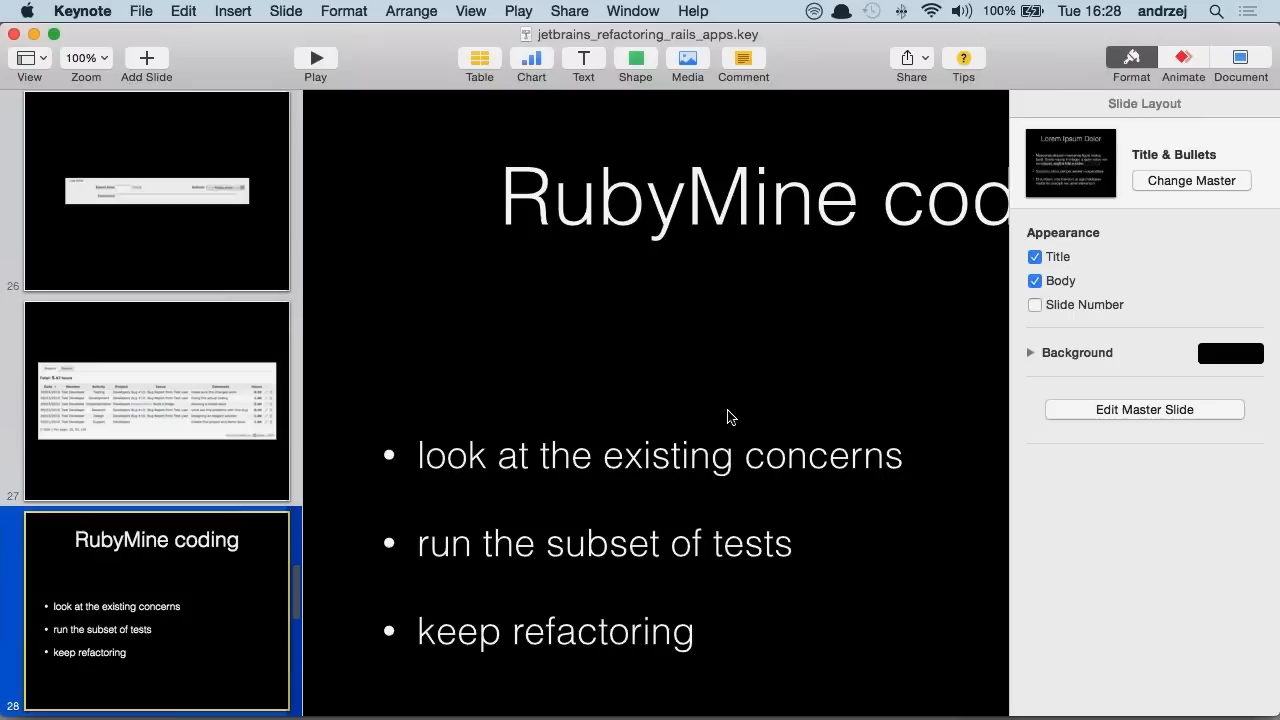 Keynote File Edit Insert Slide Format Arrange View Play Share Window Help 100% Tue 16:28 andrzej
jetbrains_refactoring_rails_apps.key
100%
View Zoom Add Slide Play Table Chart Text Shape Media Comment Share Tips Format Animate Document
Slide Layout
Lorem Ipsum Dolor
Title & Bullets
Change Master
Appearance
Title
Body
Slide Number
Background
Edit Master Slide
26
27
RubyMine coding
• look at the existing concerns
• run the subset of tests
• keep refactoring
28
RubyMine coo
• look at the existing concerns
• run the subset of tests
• keep refactoring